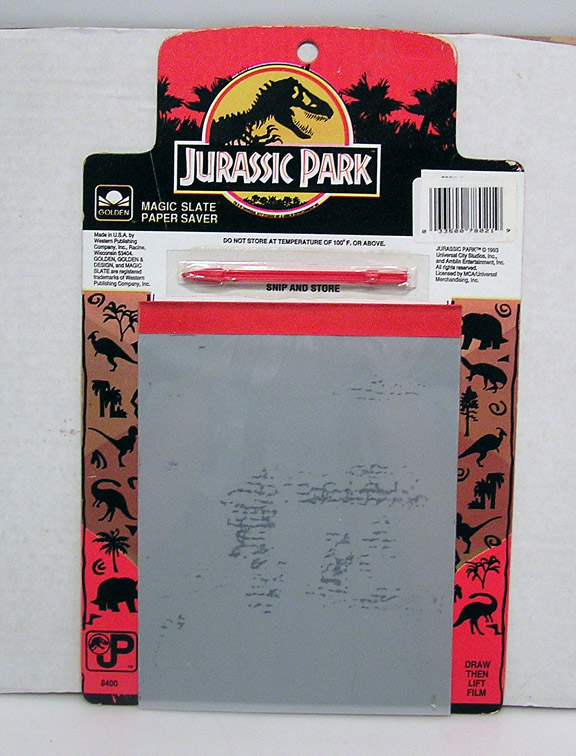 JURASSIC PARK™
GOLDEN®
MAGIC SLATE
PAPER SAVER
Made in U.S.A. by
Western Publishing
Company, Inc., Racine,
Wisconsin 53404.
GOLDEN, GOLDEN &
DESIGN, and MAGIC
SLATE are registered
trademarks of Western
Publishing Company, Inc.
DO NOT STORE AT TEMPERATURE OF 100° F. OR ABOVE.
JURASSIC PARK™ © 1993
Universal City Studios, Inc.,
and Amblin Entertainment, Inc.
All rights reserved.
Licensed by MCA/Universal
Merchandising, Inc.
SNIP AND STORE
JP
8400
DRAW
THEN
LIFT
FILM